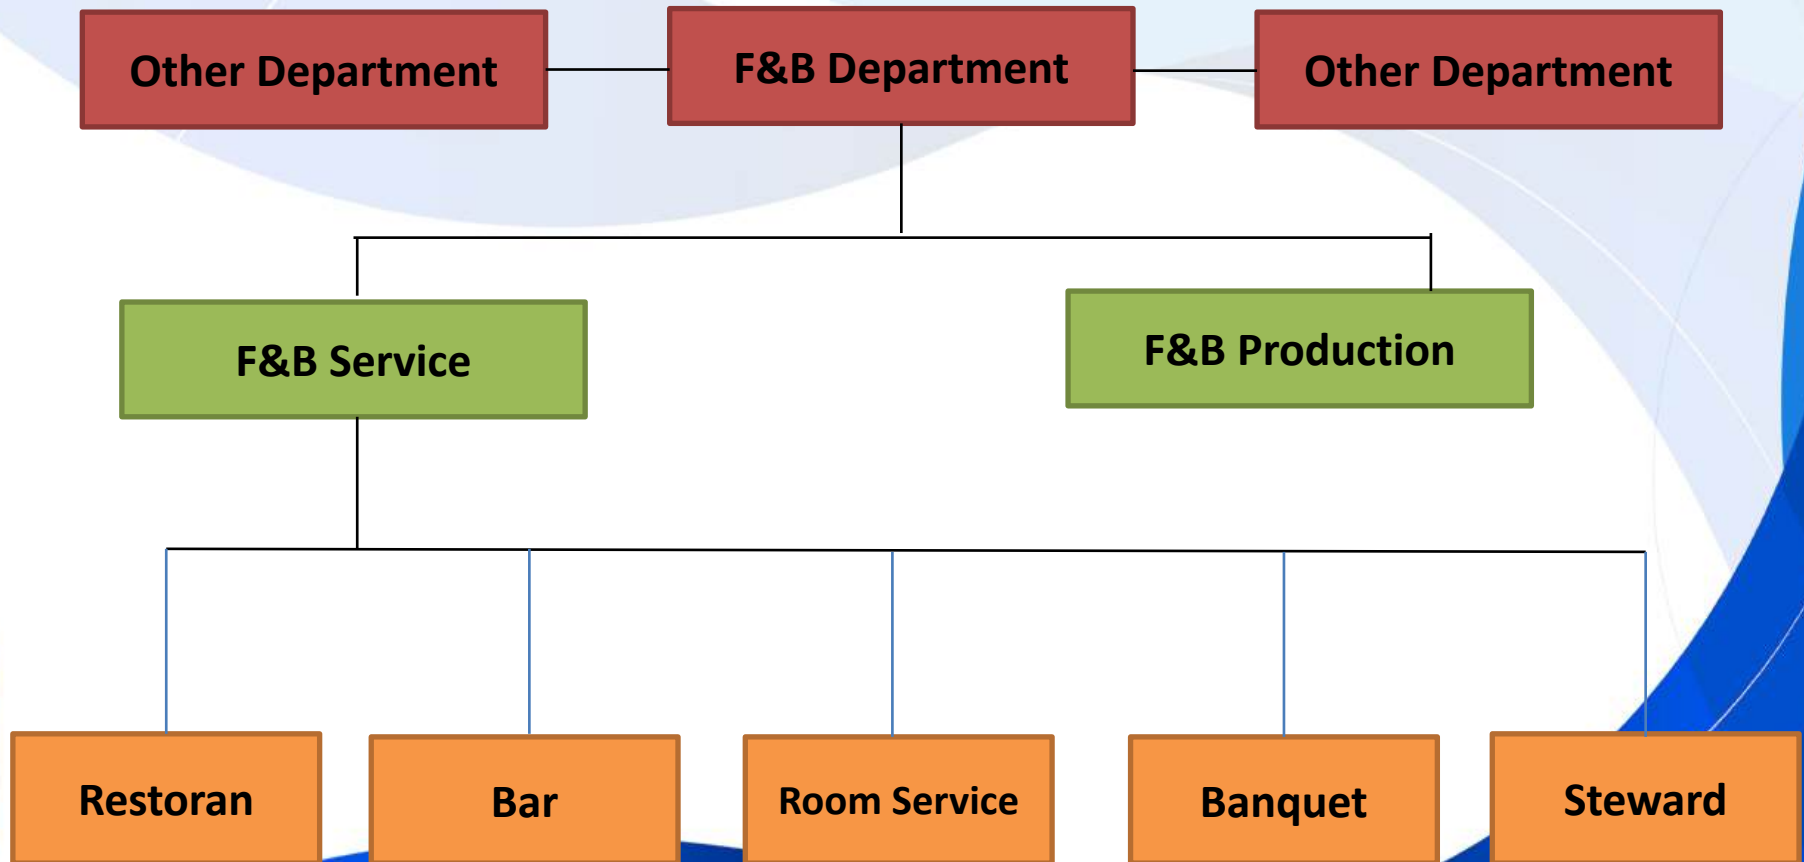 Other Department
F&B Department
Other Department
F&B Service
F&B Production
Restoran
Bar
Room Service
Banquet
Steward